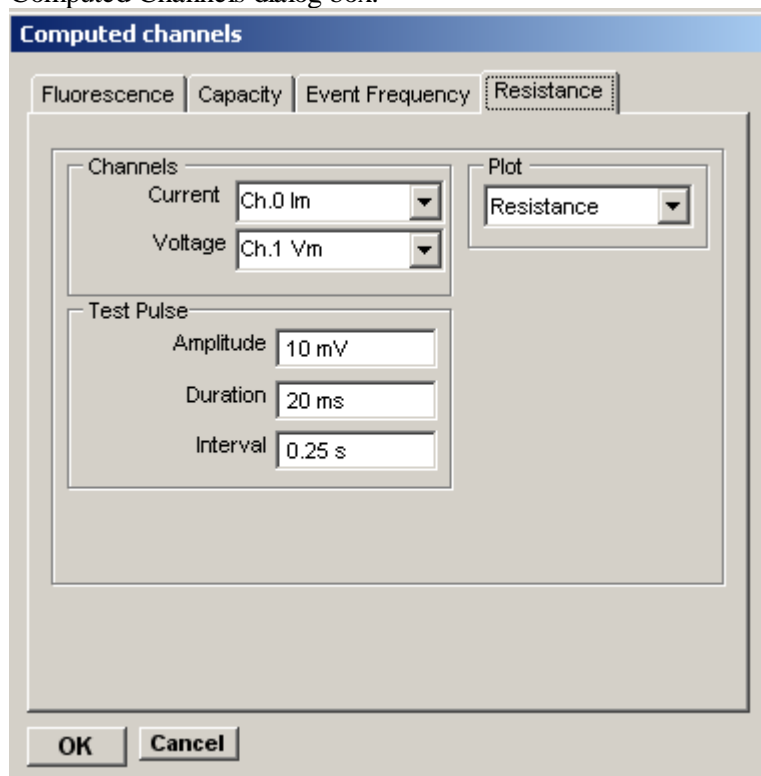 Computed Channels dialog box.
Computed channels
Fluorescence Capacity Event Frequency Resistance
Channels
Current Ch.0 Im
Voltage Ch.1 Vm
Plot
Resistance
Test Pulse
Amplitude 10 mV
Duration 20 ms
Interval 0.25 s
OK Cancel